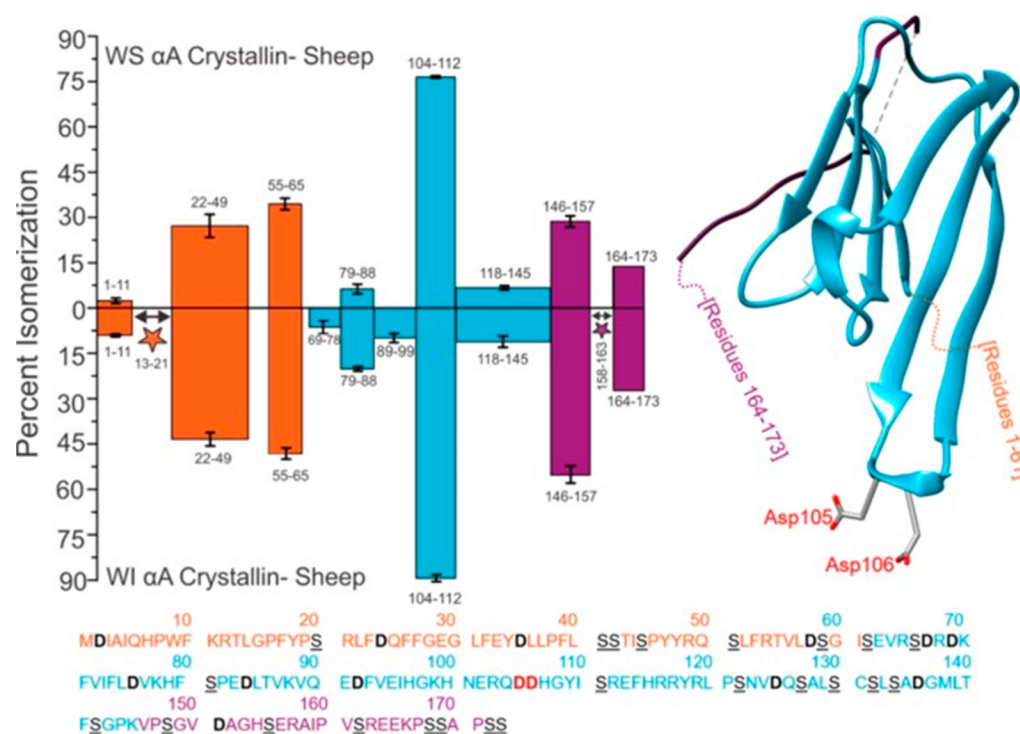 90
75
60
45
30
15
0
15
30
45
60
75
90
Percent Isomerization
WS αA Crystallin- Sheep
1-11
22-49
55-65
79-88
104-112
118-145
146-157
164-173
1-11
13-21
22-49
55-65
69-78
79-88
89-99
104-112
118-145
146-157
158-163
164-173
WI αA Crystallin- Sheep
[Residues 164-173]
[Residues 1-61]
Asp105
Asp106
10 20 30 40 50 60 70
MDIAIQHPWF KRTLGPFYPS RLFDQFFGEG LFEYDLLPFL SSTISPYYRQ SLFRTVLDSG ISEVRSDRDK
80 90 100 110 120 130 140
FVIFLDVKHF SPEDLTVKVQ EDFVEIHGKH NERQDDHGYI SREFHRRYRL PSNVDQSALS CSLSADGMLT
150 160 170
FSGPKVPSGV DAGHSERAIP VSREEKPSSA PSS